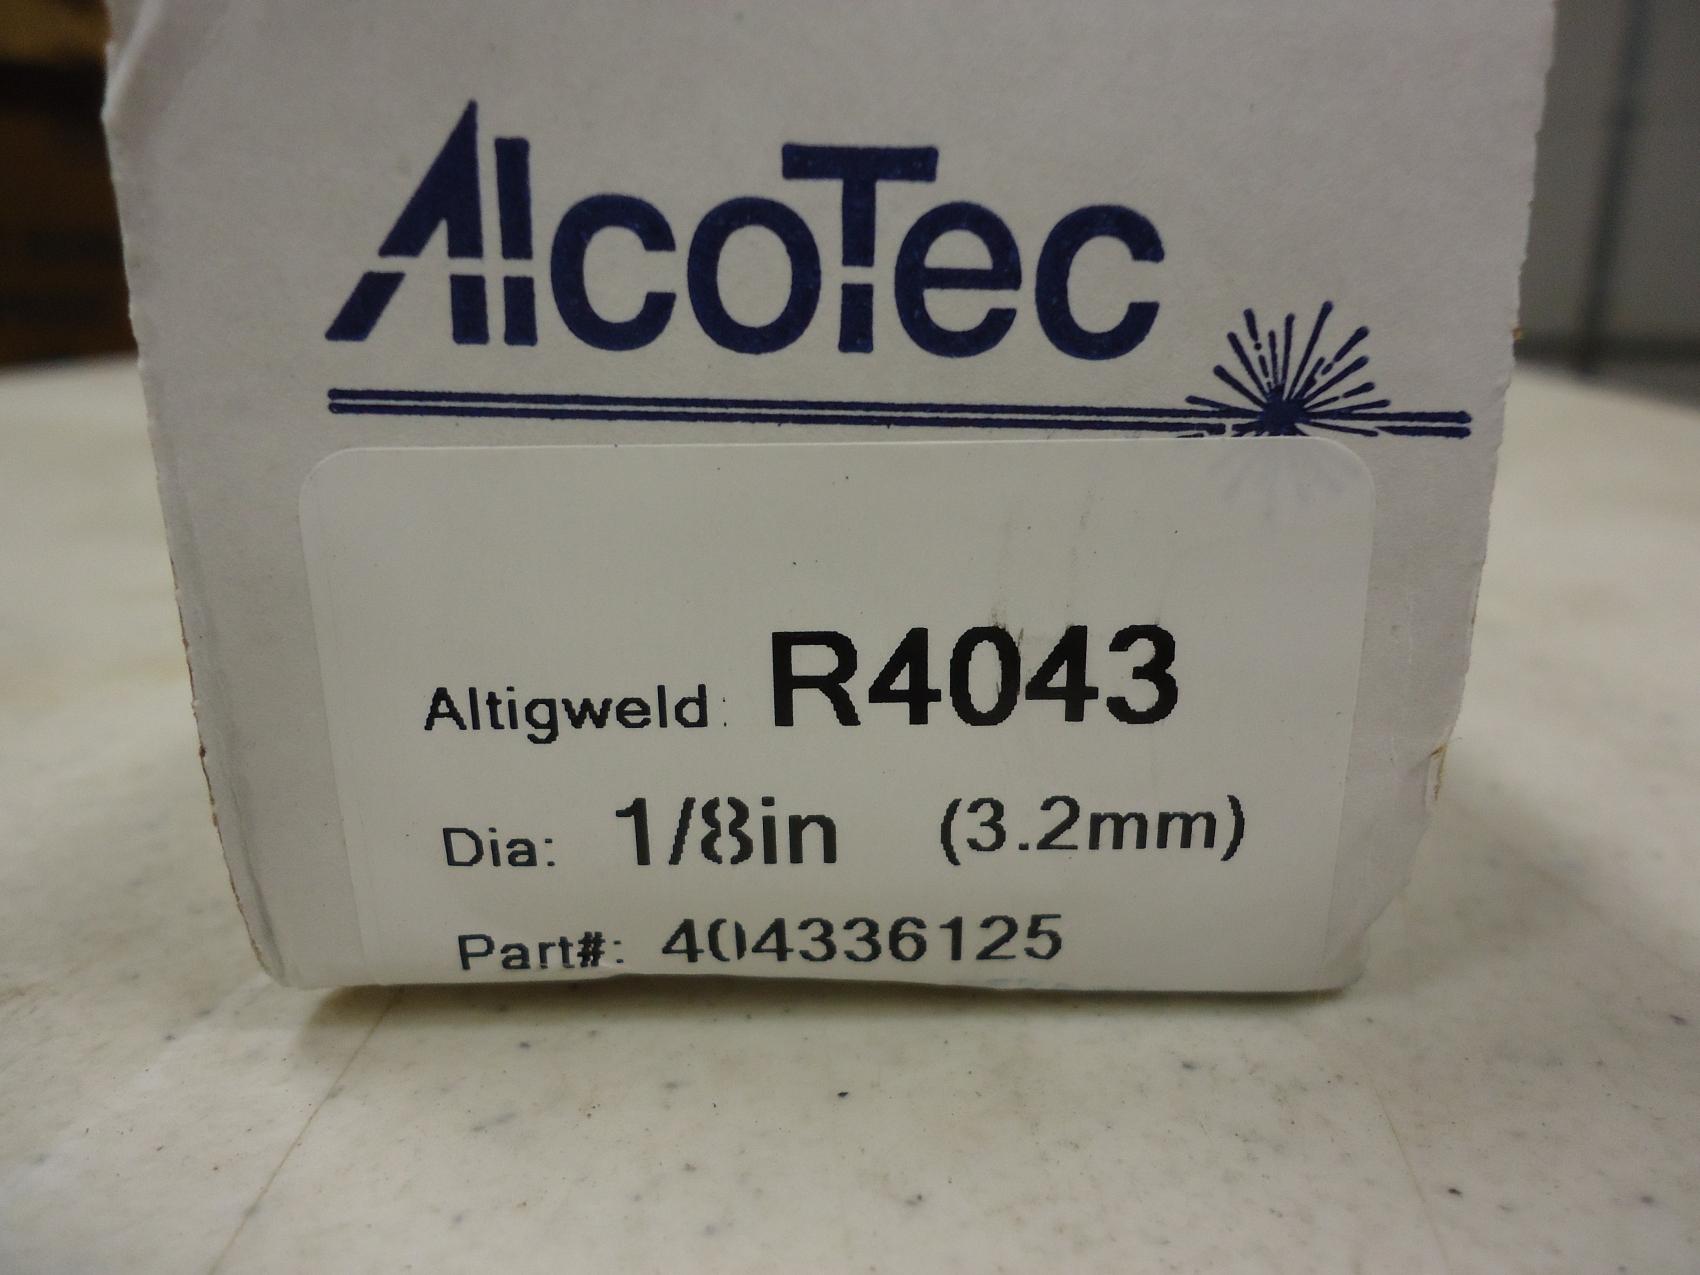 AlcoTec
Altigweld: R4043
Dia: 1/8in (3.2mm)
Part#: 404336125